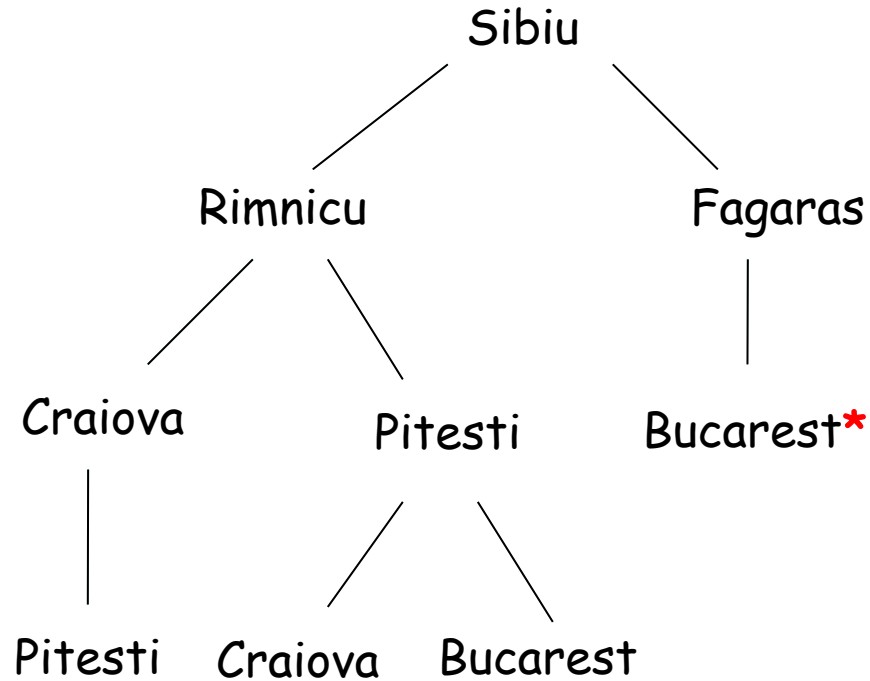 Sibiu
Rimnicu
Fagaras
Craiova
Pitesti
Bucarest*
Pitesti
Craiova
Bucarest